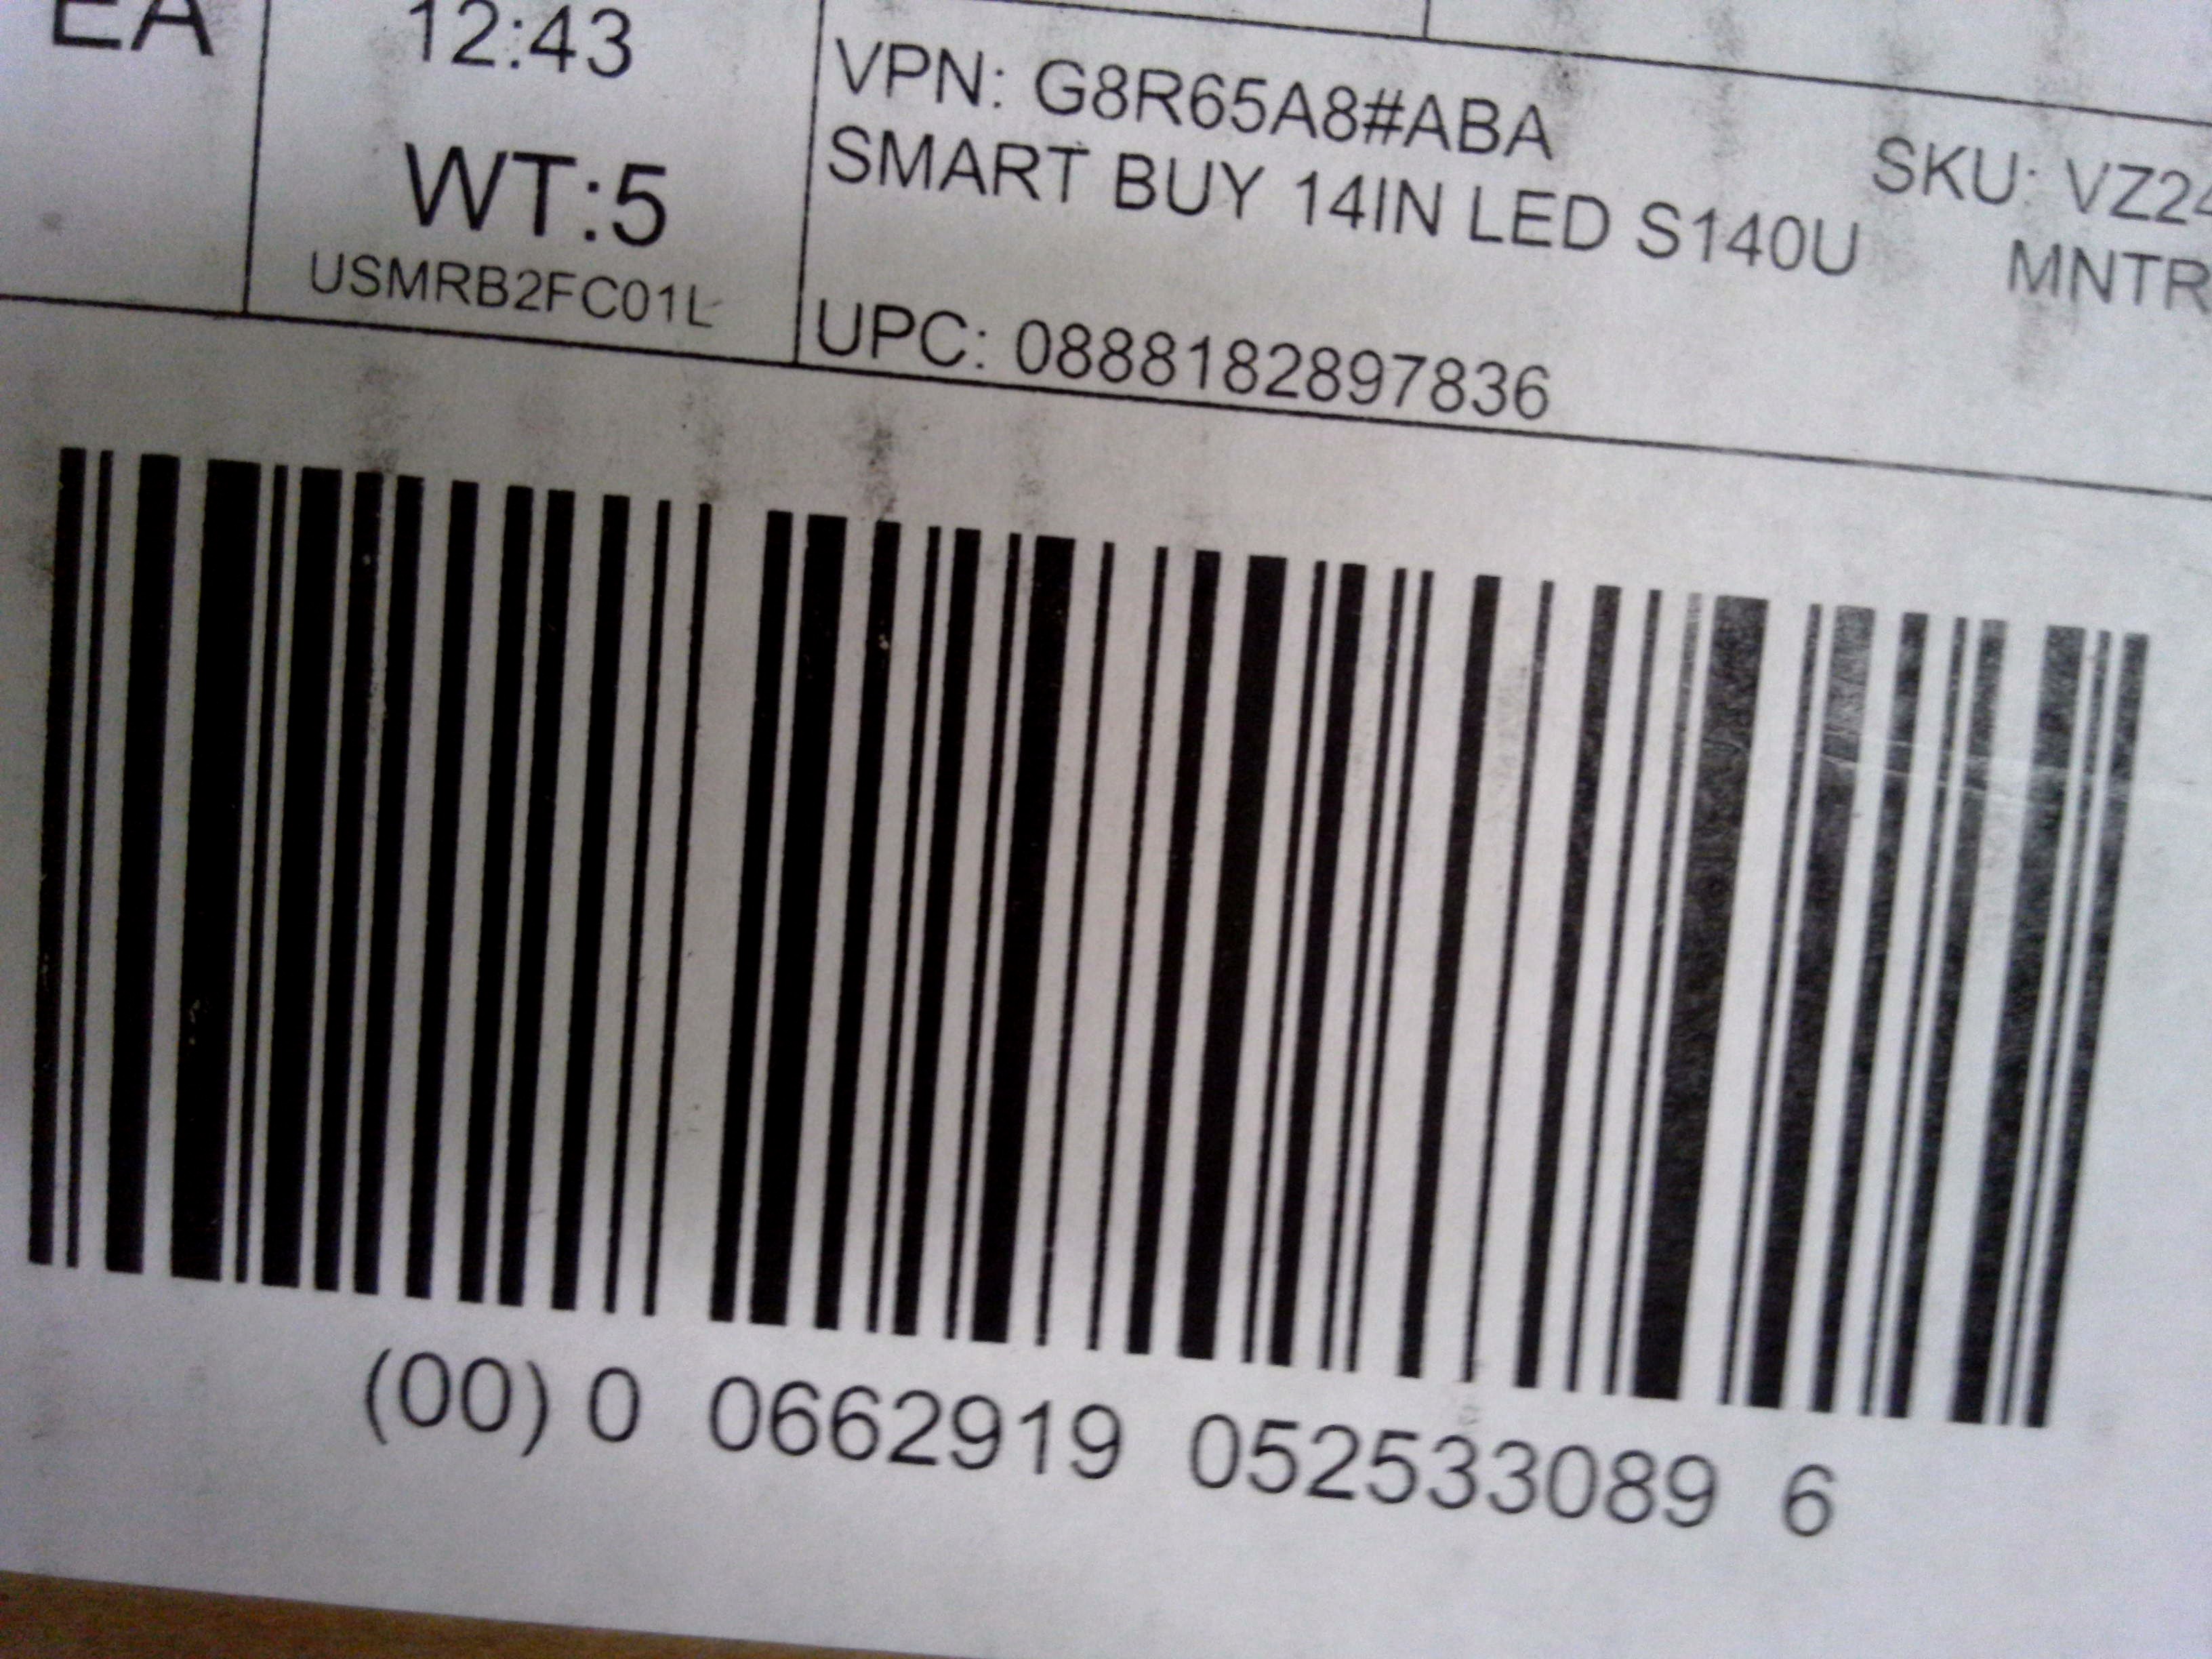 EA
12:43
WT:5
USMRB2FC01L
VPN: G8R65A8#ABA
SKU: VZ24
SMART BUY 14IN LED S140U
MNTR
UPC: 0888182897836
(00) 0 0662919 052533089 6